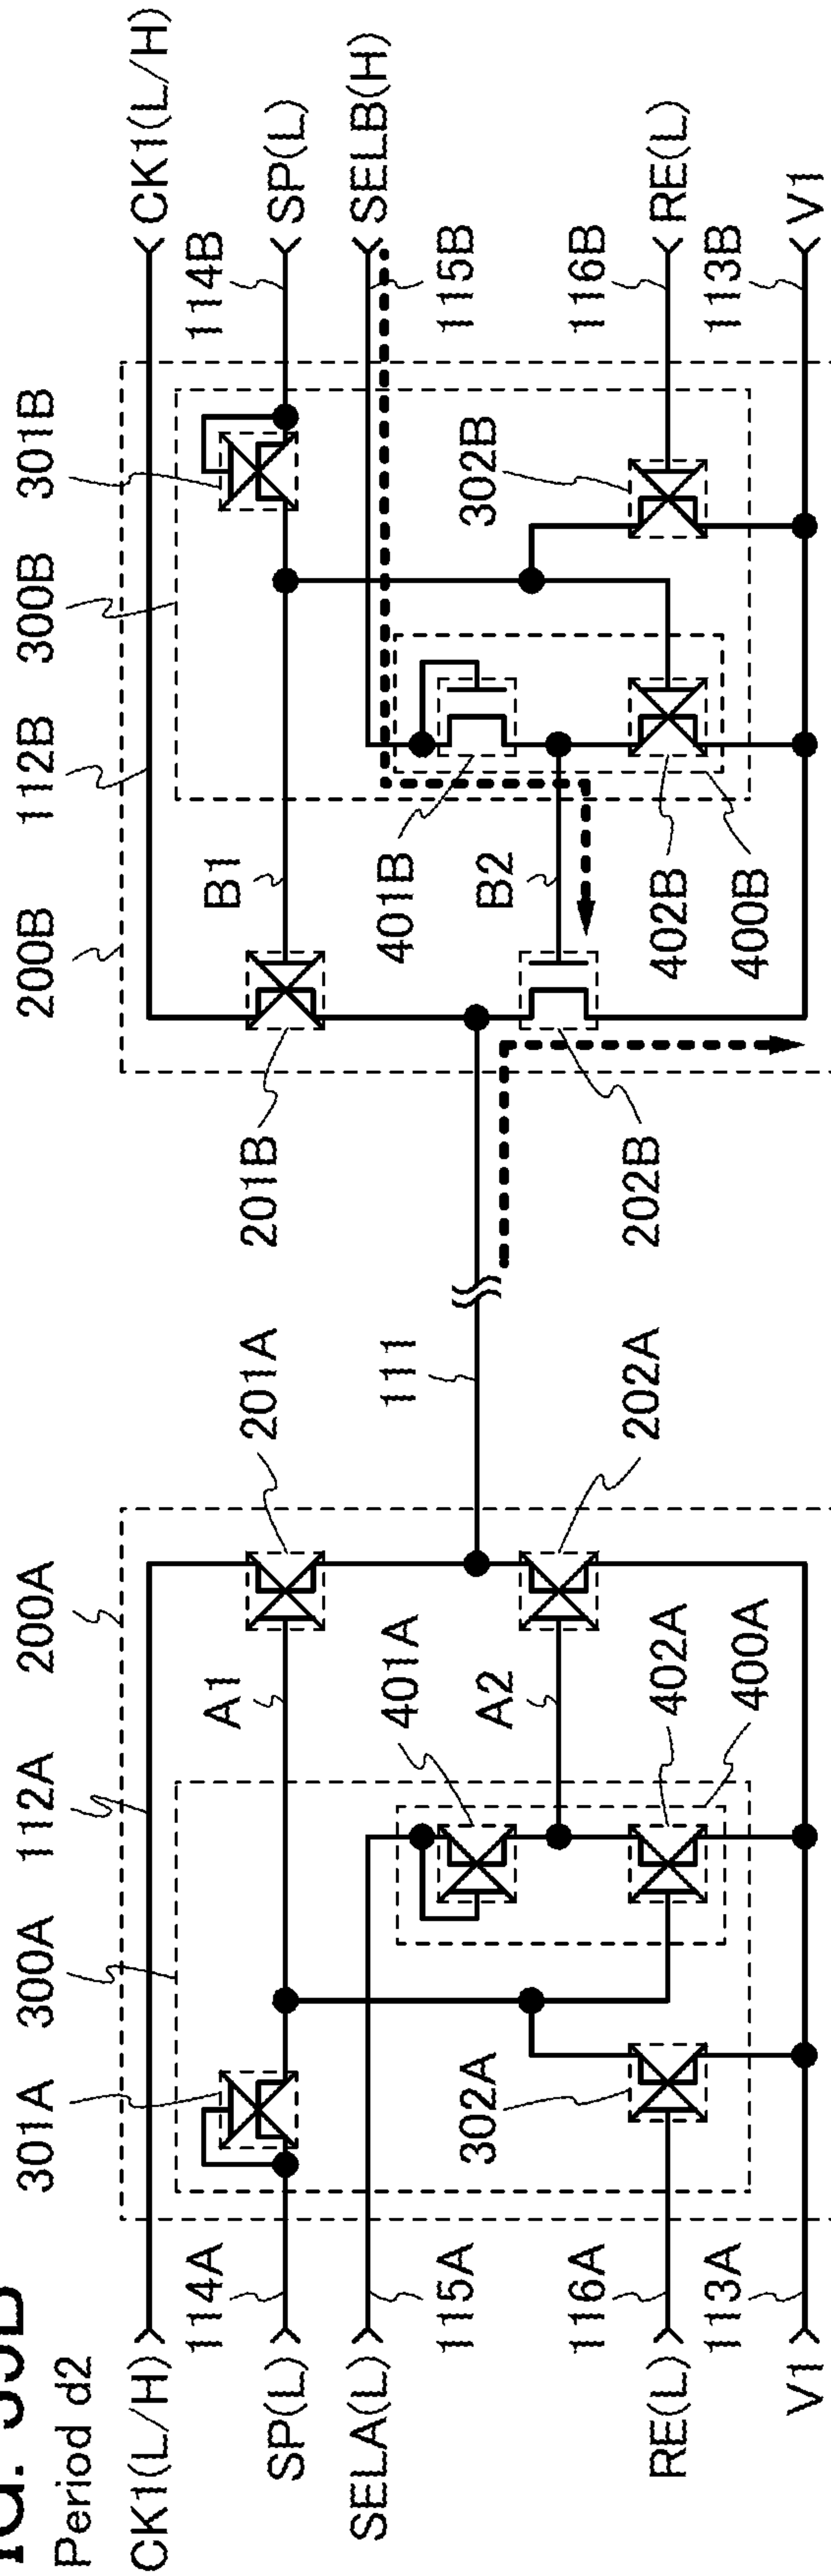 Period d2
200A
112A
300A
301A
201A
111
200B
112B
300B
301B
CK1(L/H)
CK1(L/H)
114A
A1
B1
114B
SP(L)
SP(L)
201B
SELA(L)
115A
401A
401B
115B
SELB(H)
302A
A2
B2
302B
116A
402A
202A
202B
402B
116B
RE(L)
RE(L)
113A
400A
400B
113B
V1
V1